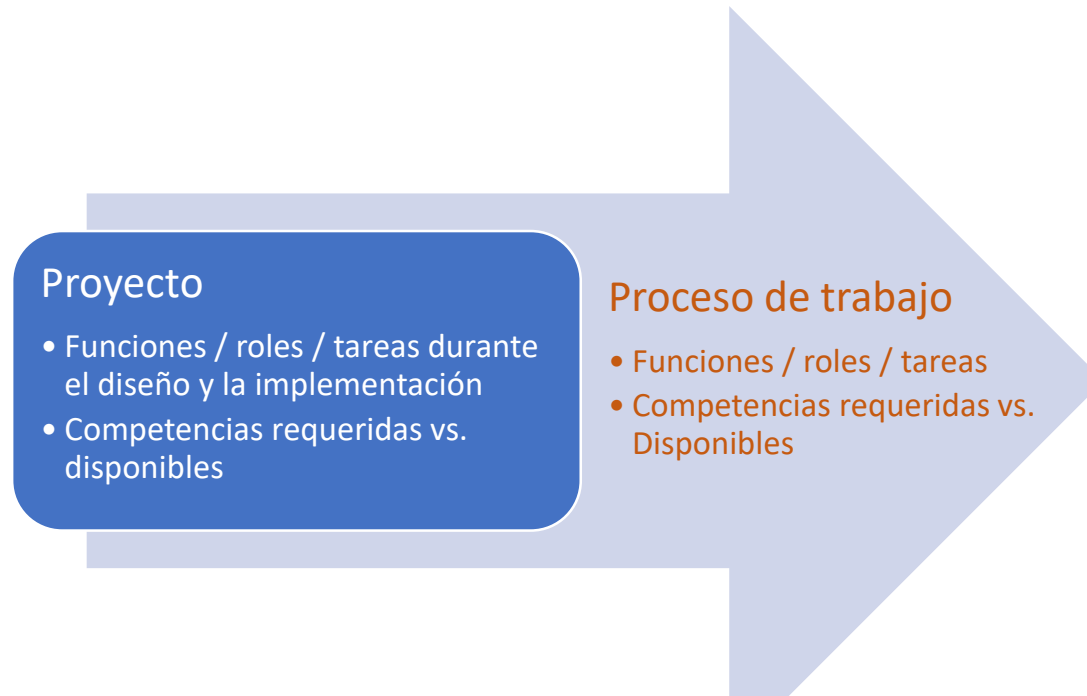 Proyecto
• Funciones / roles / tareas durante
el diseño y la implementación
• Competencias requeridas vs.
disponibles
Proceso de trabajo
• Funciones / roles / tareas
• Competencias requeridas vs.
Disponibles